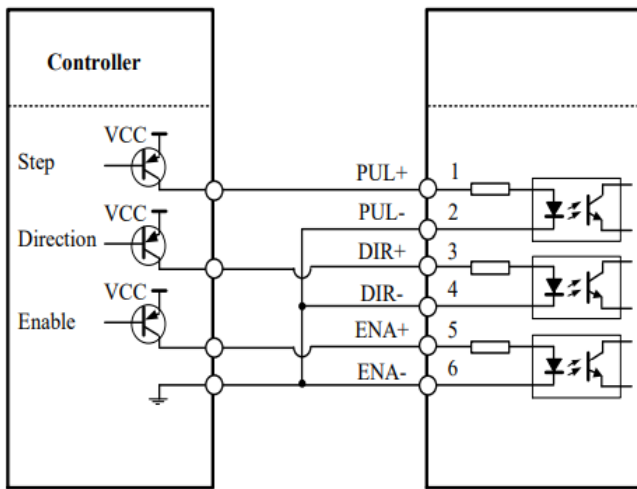 Controller
VCC
Step
PUL+ 1
PUL- 2
VCC
Direction
DIR+ 3
DIR- 4
VCC
Enable
ENA+ 5
ENA- 6